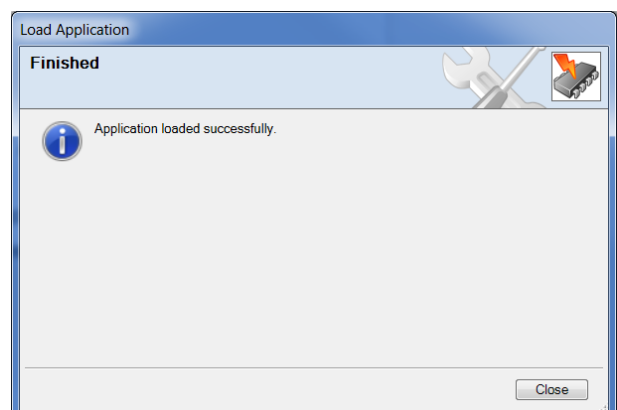 Load Application
Finished
Application loaded successfully.
Close